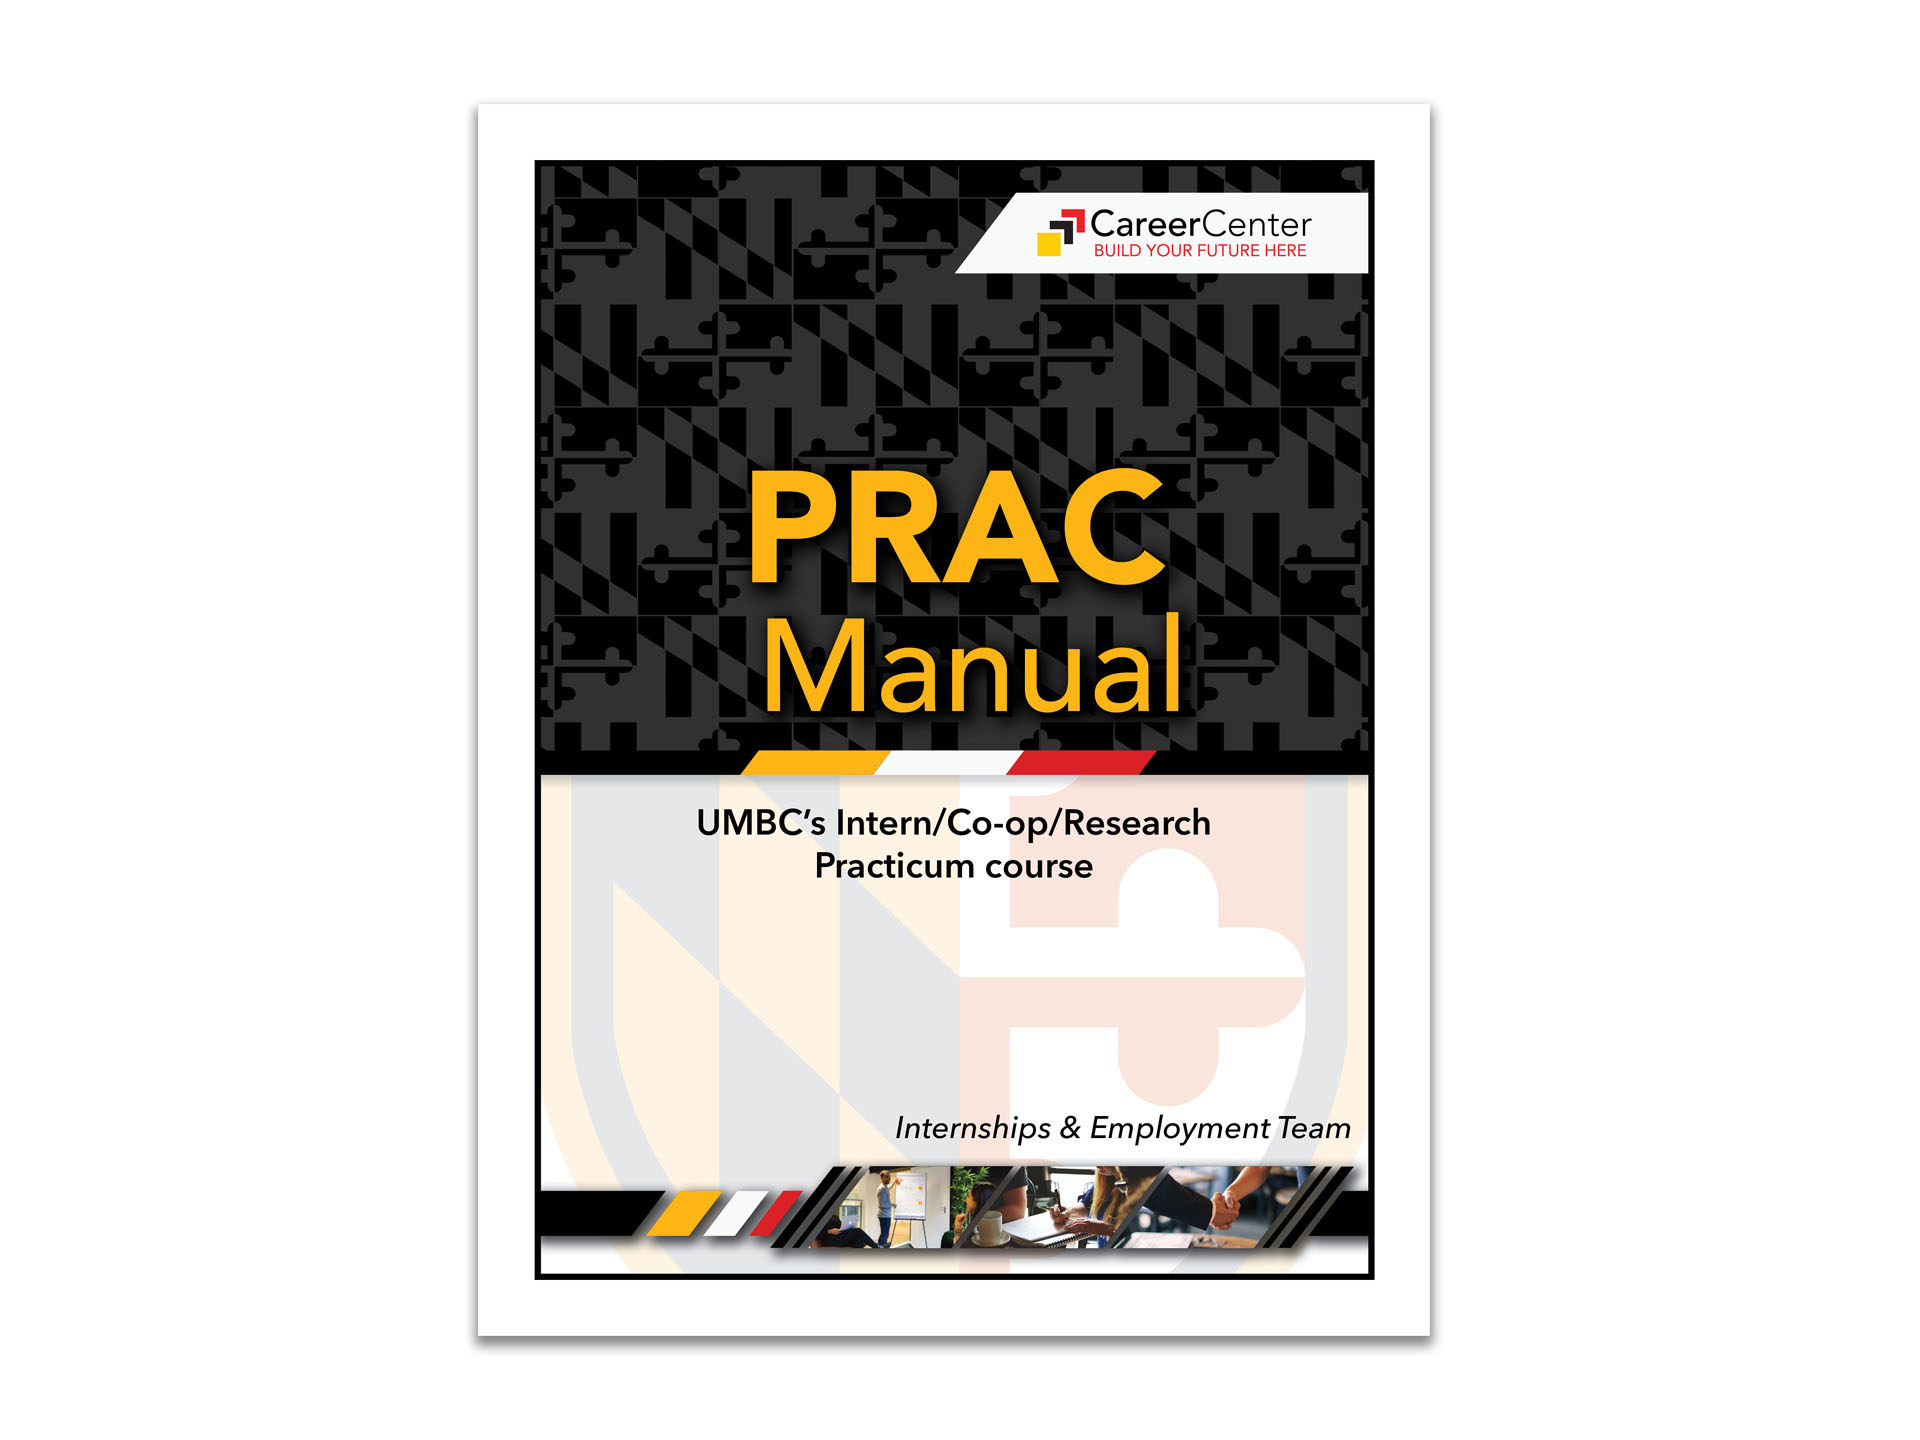 CareerCenter
BUILD YOUR FUTURE HERE
PRAC
Manual
UMBC’s Intern/Co-op/Research
Practicum course
Internships & Employment Team